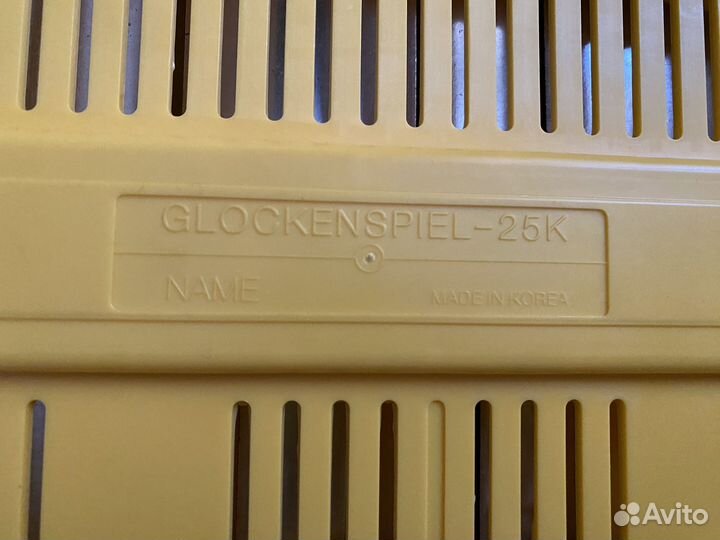 GLOCKENSPIEL-25K
NAME
MADE IN KOREA
Avito